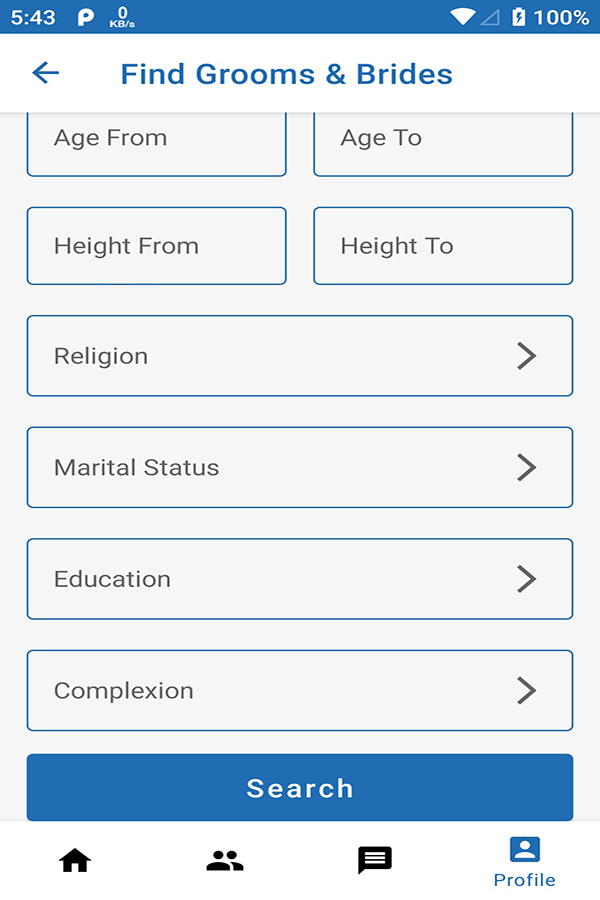 5:43 P 0 KB/s 100%
Find Grooms & Brides
Age From Age To
Height From Height To
Religion
Marital Status
Education
Complexion
Search
Profile